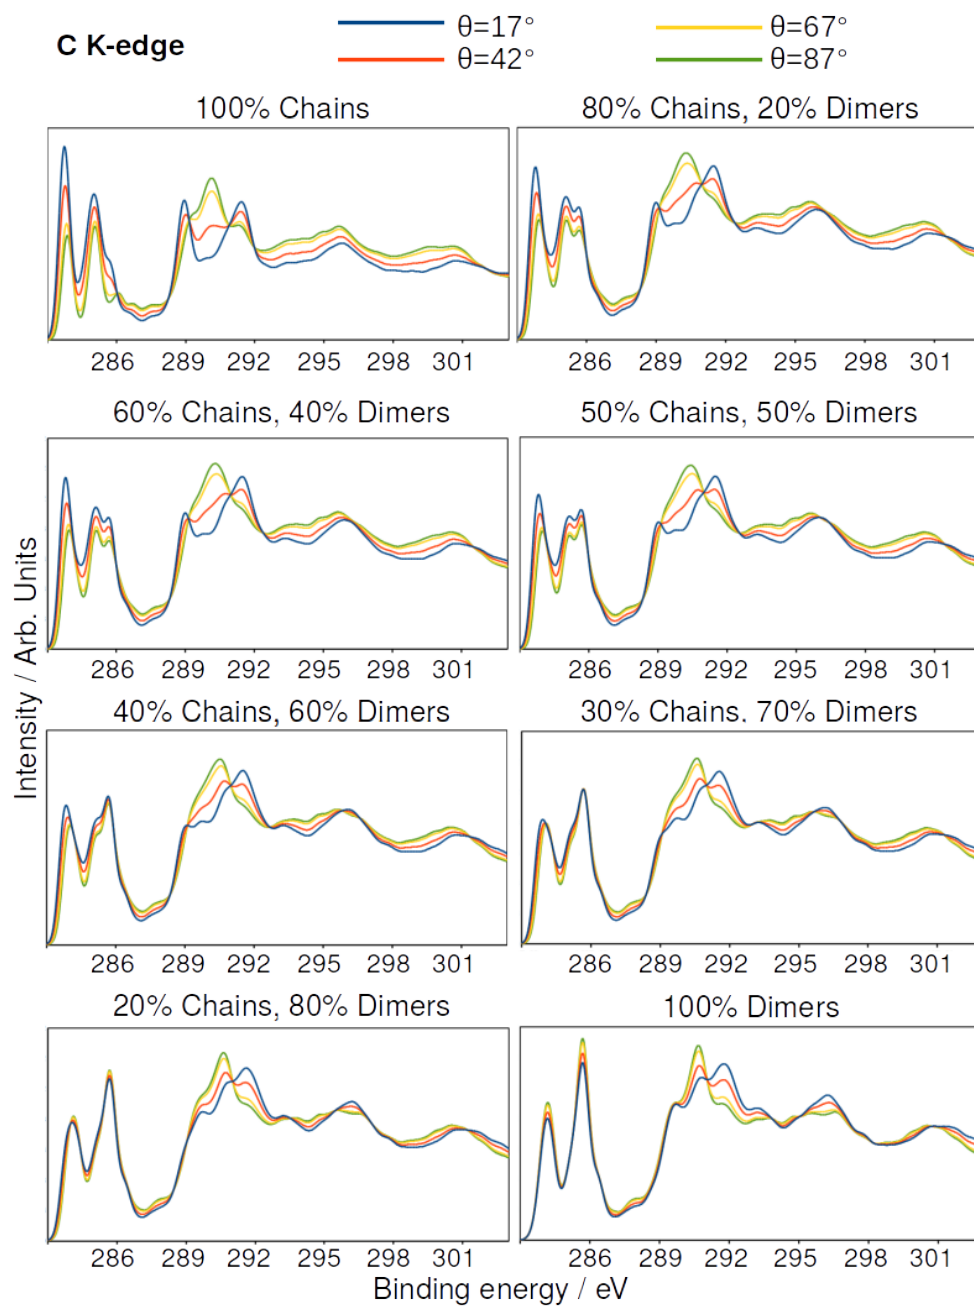 C K-edge
θ=17°
θ=67°
θ=42°
θ=87°
100% Chains
80% Chains, 20% Dimers
286 289 292 295 298 301
286 289 292 295 298 301
60% Chains, 40% Dimers
50% Chains, 50% Dimers
286 289 292 295 298 301
286 289 292 295 298 301
Intensity / Arb. Units
40% Chains, 60% Dimers
30% Chains, 70% Dimers
286 289 292 295 298 301
286 289 292 295 298 301
20% Chains, 80% Dimers
100% Dimers
286 289 292 295 298 301
286 289 292 295 298 301
Binding energy / eV